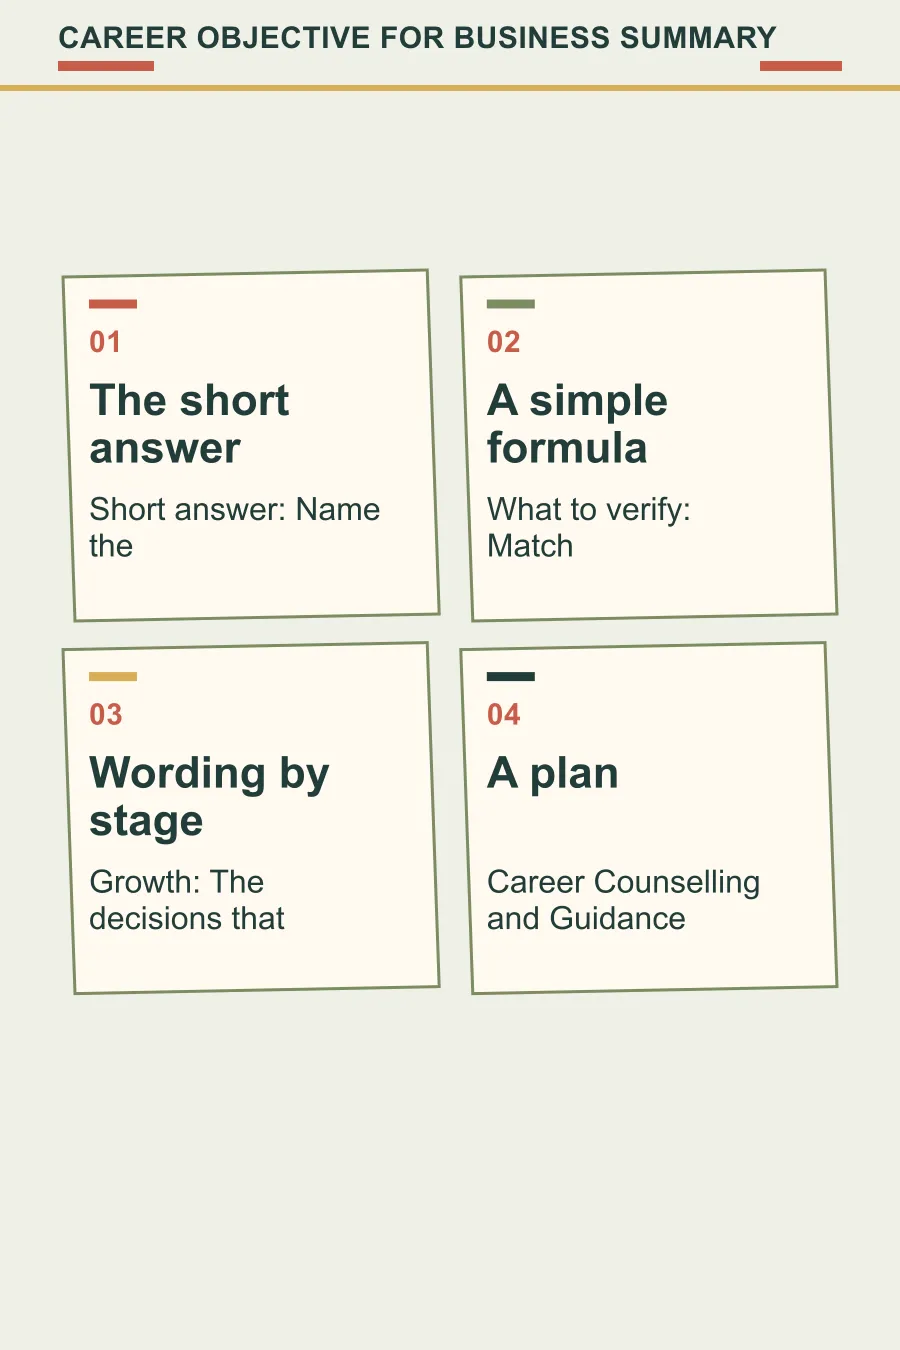 CAREER OBJECTIVE FOR BUSINESS SUMMARY
01
The short
answer
Short answer: Name
the
02
A simple
formula
What to verify:
Match
03
Wording by
stage
Growth: The
decisions that
04
A plan
Career Counselling
and Guidance